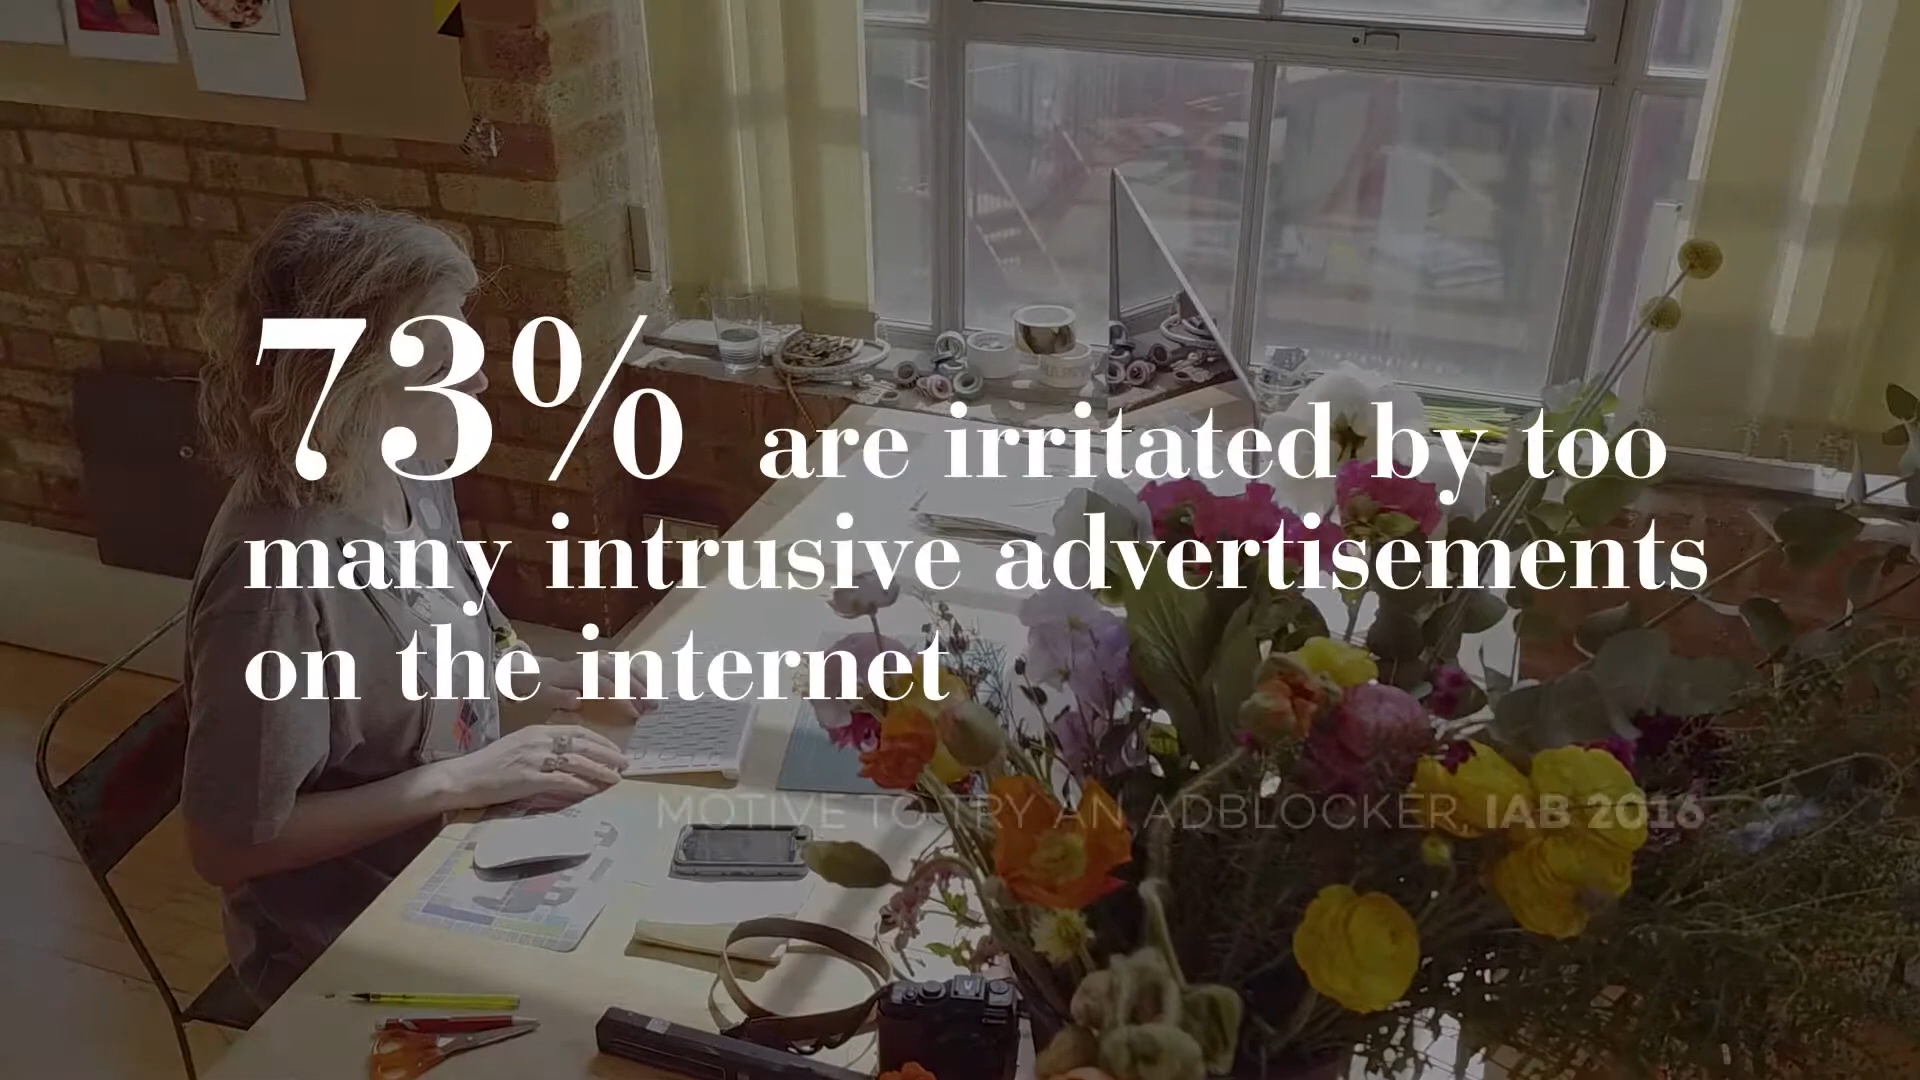 73% are irritated by too
many intrusive advertisements
on the internet
MOTIVE TO TRY AN ADBLOCKER, IAB 2016